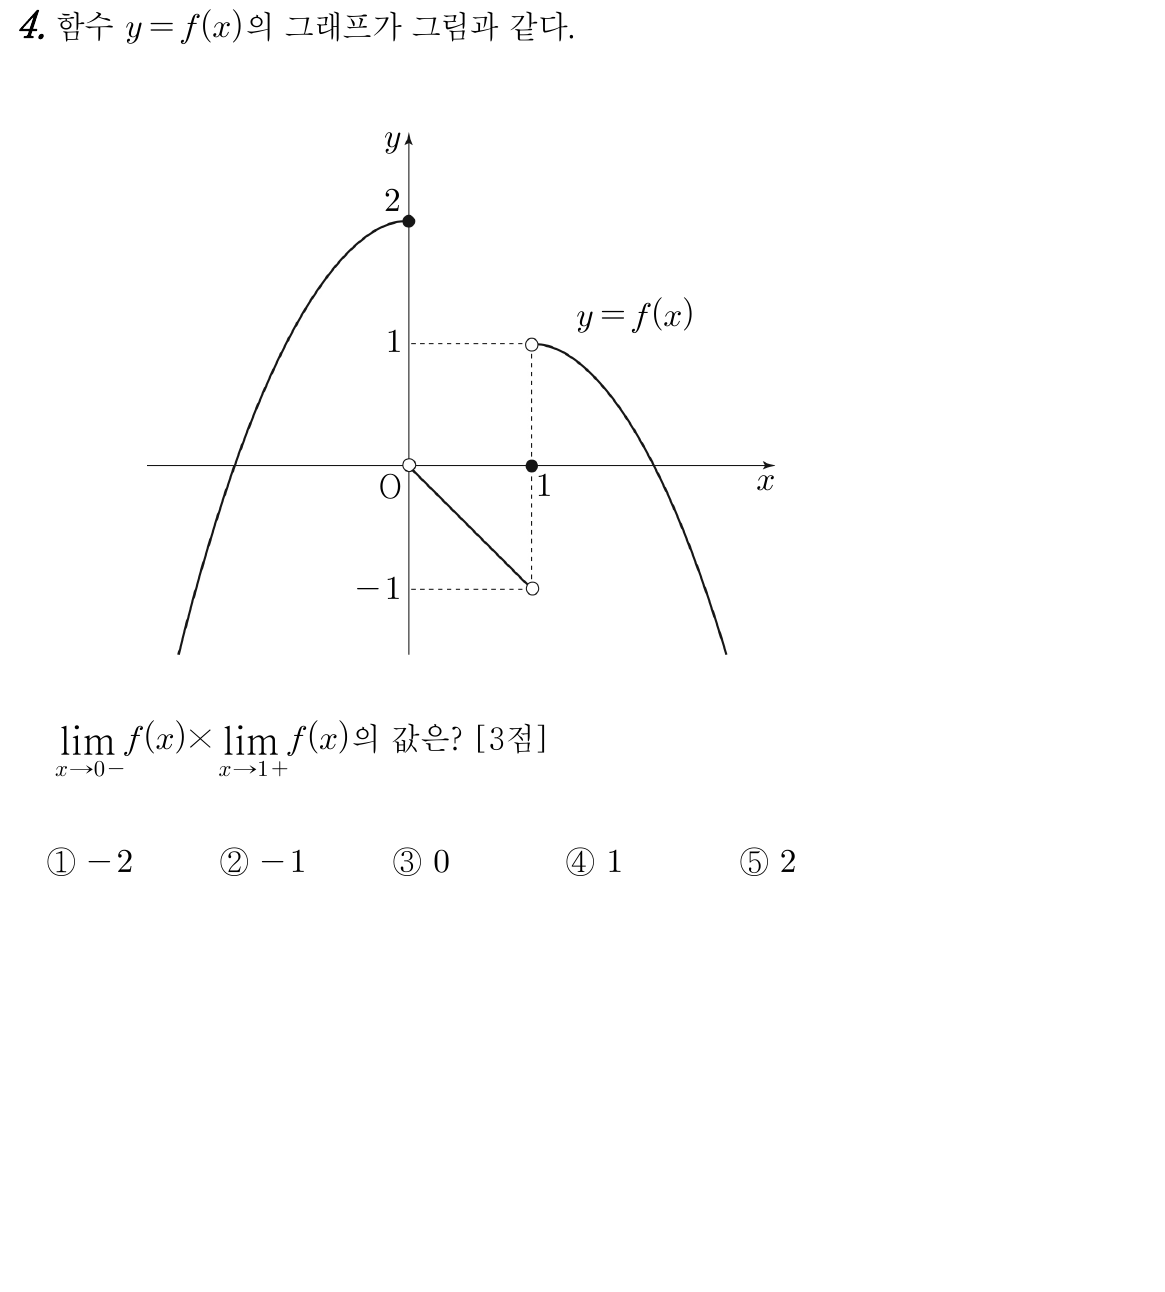 4. 함수 y=f(x)의 그래프가 그림과 같다.
y
2
y=f(x)
1
O
1
x
-1
lim f(x)× lim f(x)의 값은? [3점]
x→0- x→1+
① -2 ② -1 ③ 0 ④ 1 ⑤ 2